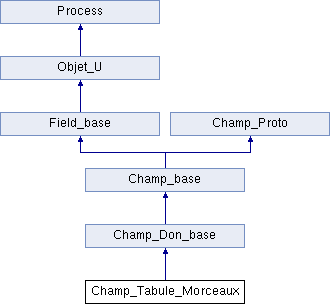 Process
Objet_U
Field_base
Champ_Proto
Champ_base
Champ_Don_base
Champ_Tabule_Morceaux